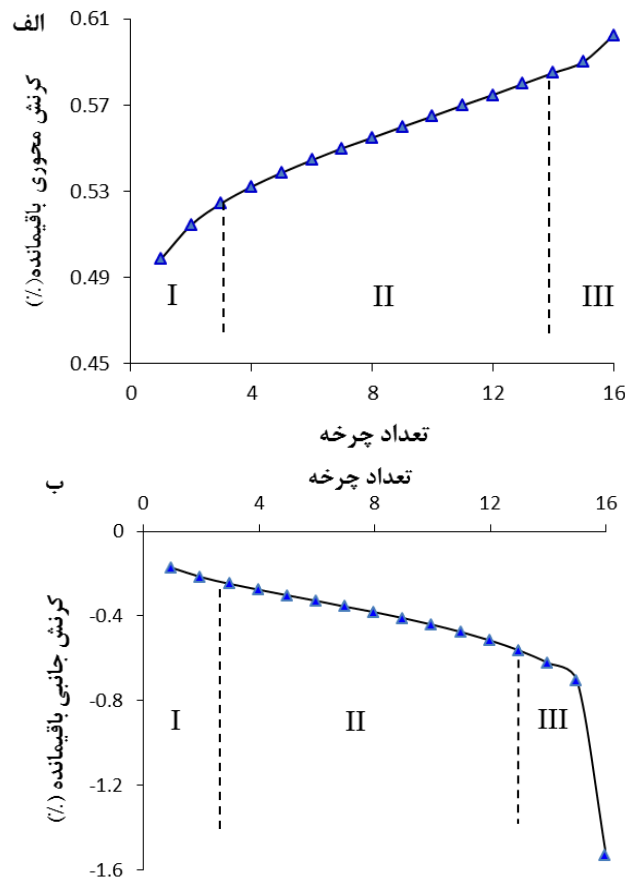 الف
0.61
0.57
0.53
0.49
0.45
کرنش محوری باقیمانده(٪)
I
II
III
0
4
8
12
16
تعداد چرخه
ب
تعداد چرخه
0
4
8
12
16
0
-0.4
-0.8
-1.2
-1.6
کرنش جانبی باقیمانده (٪)
I
II
III